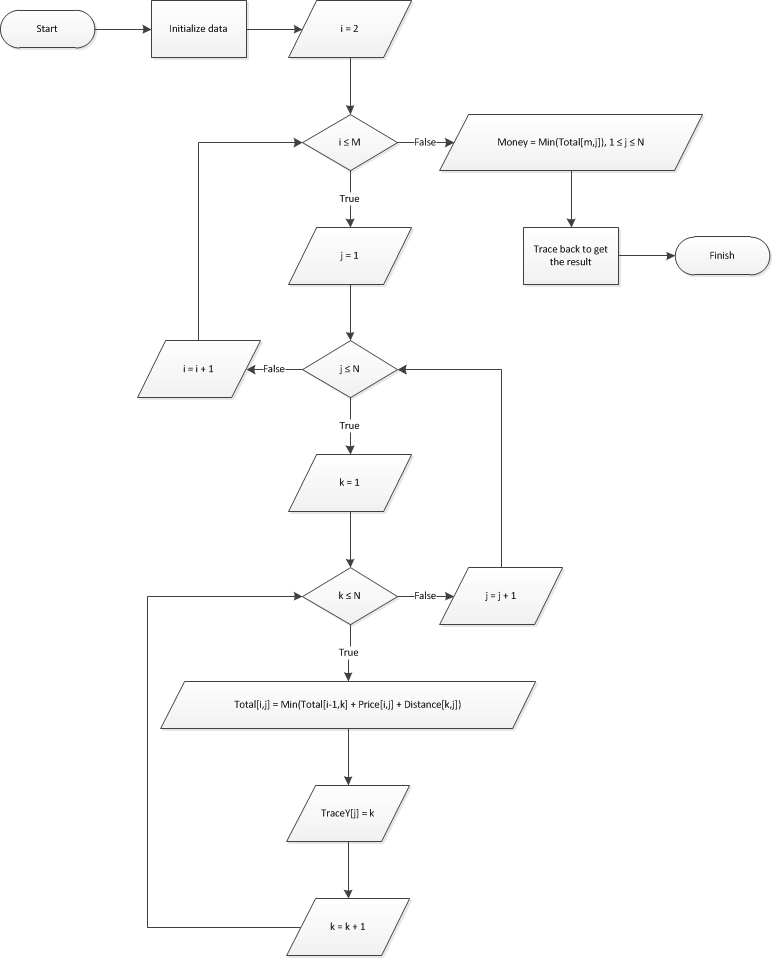 Start
Initialize data
i = 2
i ≤ M
False
Money = Min(Total[m,j]), 1 ≤ j ≤ N
True
j = 1
Trace back to get
the result
Finish
i = i + 1
False
j ≤ N
True
k = 1
k ≤ N
False
j = j + 1
True
Total[i,j] = Min(Total[i-1,k] + Price[i,j] + Distance[k,j])
TraceY[j] = k
k = k + 1